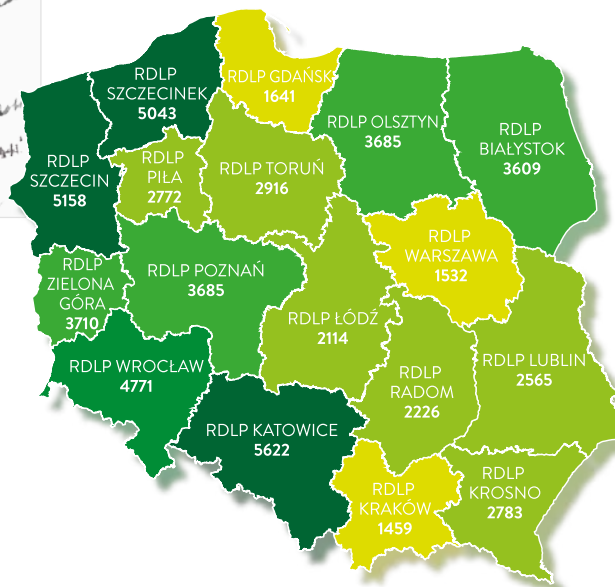 RDLP
SZCZECINEK
5043
RDLP GDAŃSK
1641
RDLP OLSZTYN
3685
RDLP
BIAŁYSTOK
3609
RDLP
SZCZECIN
5158
RDLP
PIŁA
2772
RDLP TORUŃ
2916
RDLP
WARSZAWA
1532
RDLP
ZIELONA
GÓRA
3710
RDLP POZNAŃ
3685
RDLP ŁÓDŹ
2114
RDLP WROCŁAW
4771
RDLP
RADOM
2226
RDLP LUBLIN
2565
RDLP KATOWICE
5622
RDLP
KRAKÓW
1459
RDLP
KROSNO
2783